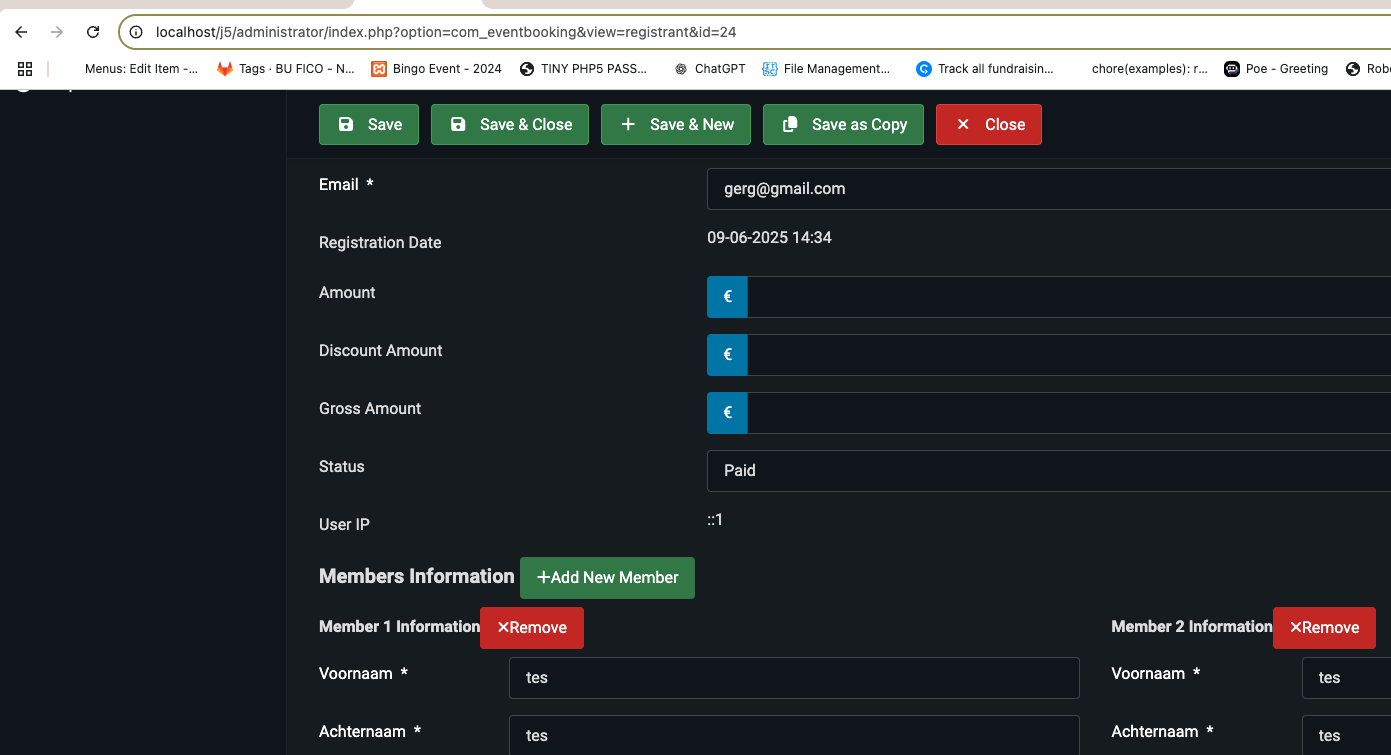 localhost/j5/administrator/index.php?option=com_eventbooking&view=registrant&id=24
Menus: Edit Item -... Tags · BU FICO - N... Bingo Event - 2024 TINY PHP5 PASS... ChatGPT File Management... Track all fundraisin... chore(examples): r... Poe - Greeting
Save Save & Close Save & New Save as Copy Close
Email *
gerg@gmail.com
Registration Date
09-06-2025 14:34
Amount
€
Discount Amount
€
Gross Amount
€
Status
Paid
User IP
::1
Members Information +Add New Member
Member 1 Information ×Remove Member 2 Information ×Remove
Voornaam * tes Voornaam * tes
Achternaam * tes Achternaam * tes